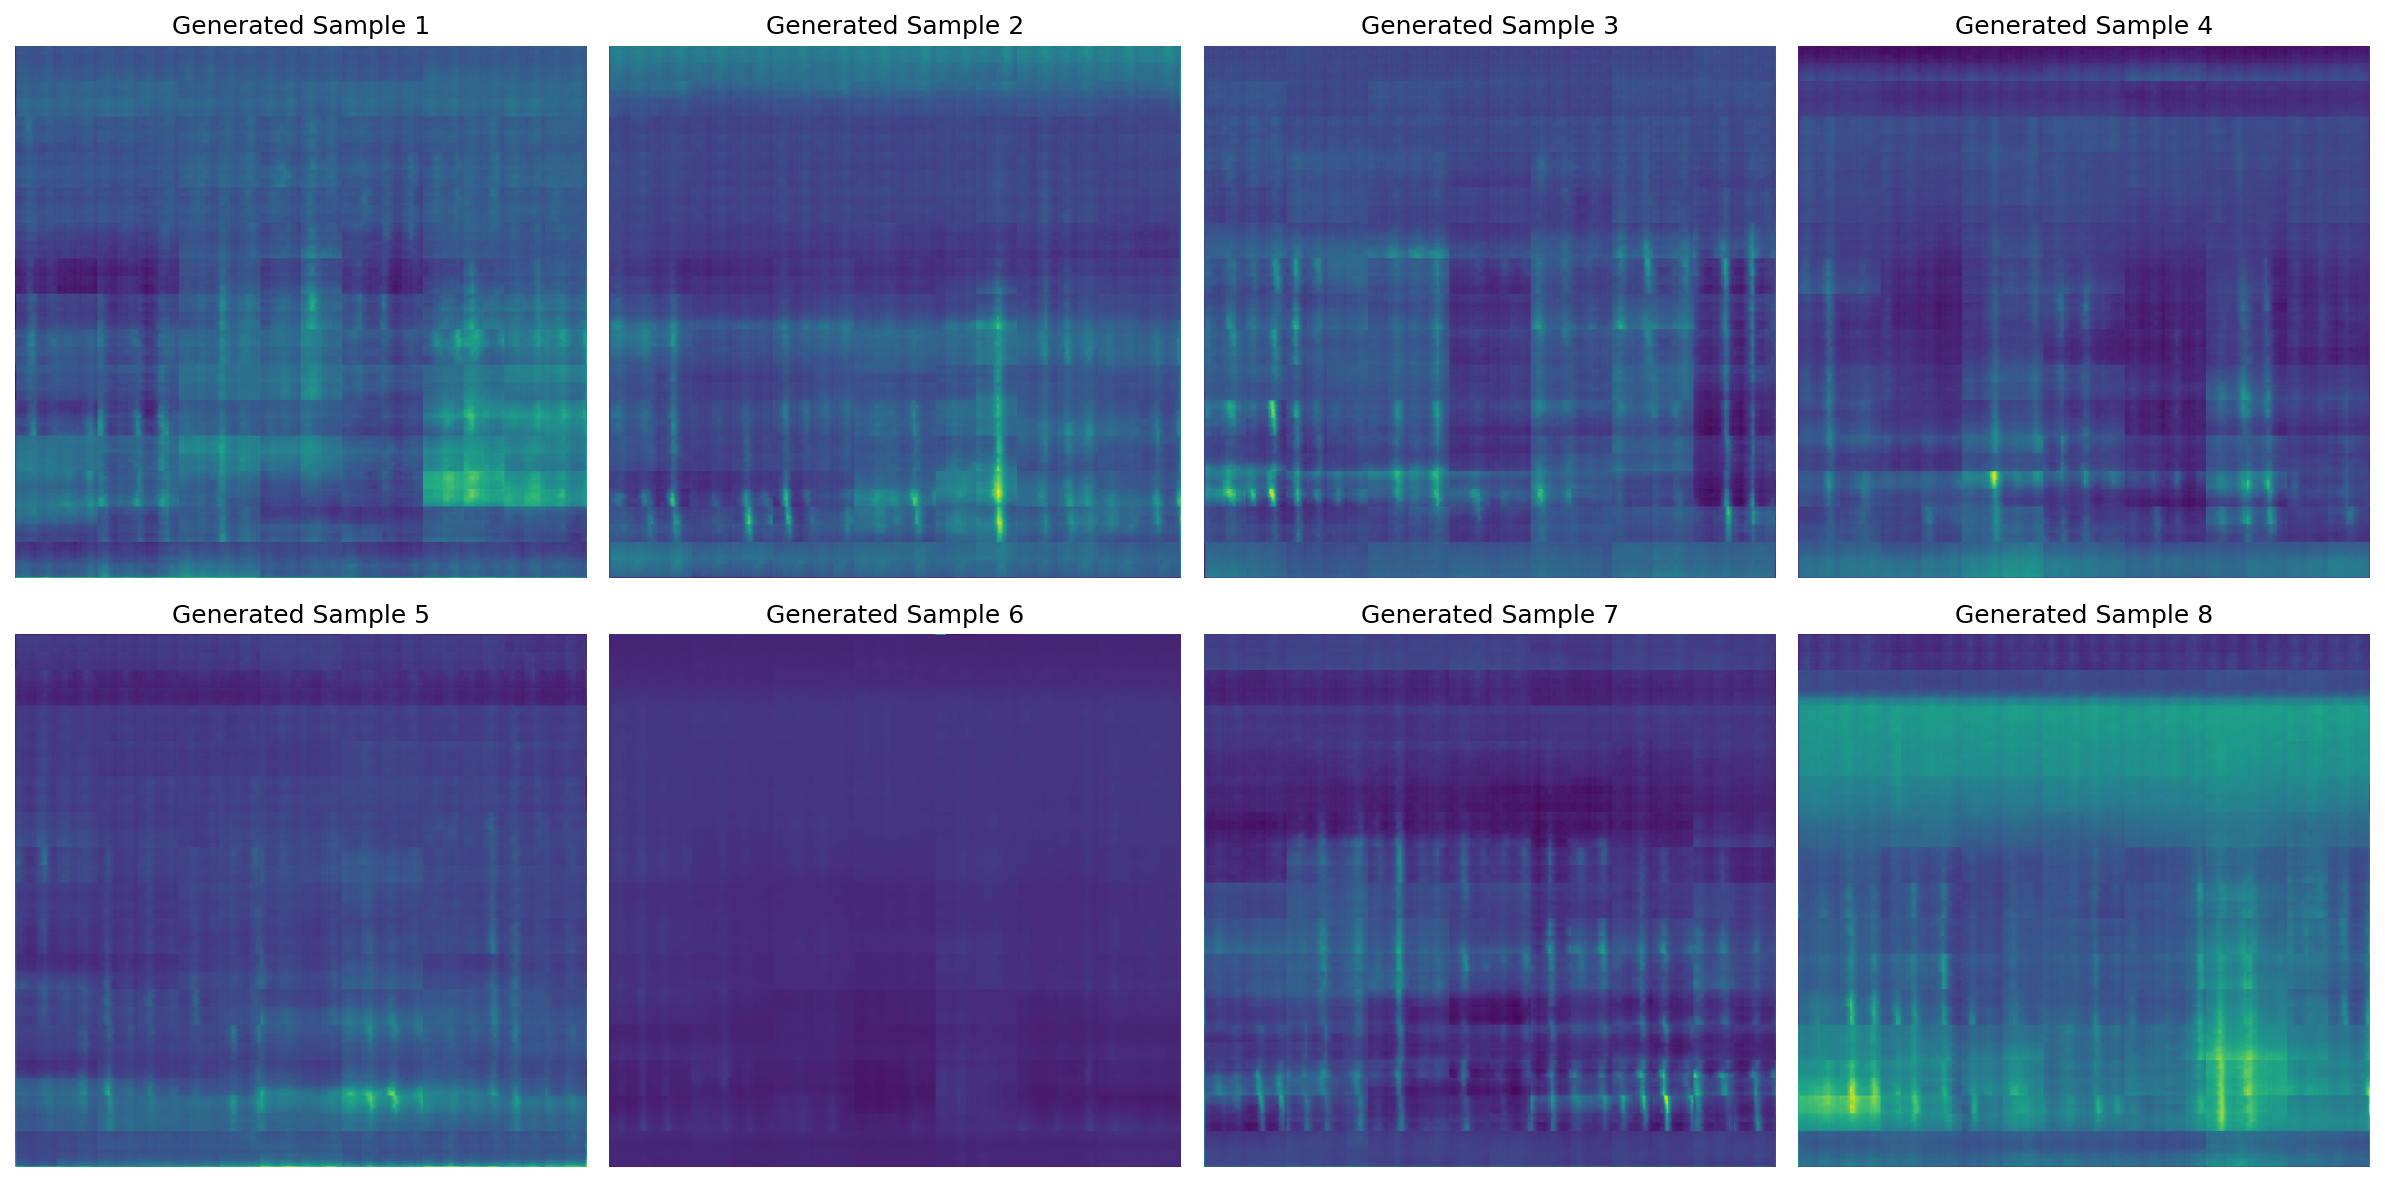 Generated Sample 1
Generated Sample 2
Generated Sample 3
Generated Sample 4
Generated Sample 5
Generated Sample 6
Generated Sample 7
Generated Sample 8